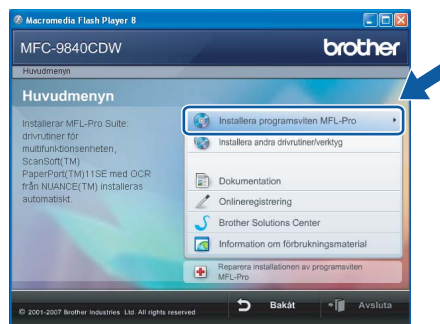 Macromedia Flash Player 8
MFC-9840CDW
brother
Huvudmenyn
Huvudmenyn
Installerar MFL-Pro Suite:
drivrutiner för
multifunktionsenheten,
ScanSoft(TM)
PaperPort(TM)11SE med OCR
från NUANCE(TM) installeras
automatiskt.
Installera programsviten MFL-Pro
Installera andra drivrutiner/verktyg
Dokumentation
Onlineregistrering
Brother Solutions Center
Information om förbrukningsmaterial
Reparera installationen av programsviten
MFL-Pro
© 2001-2007 Brother Industries Ltd. All rights reserved
Bakåt
Avsluta